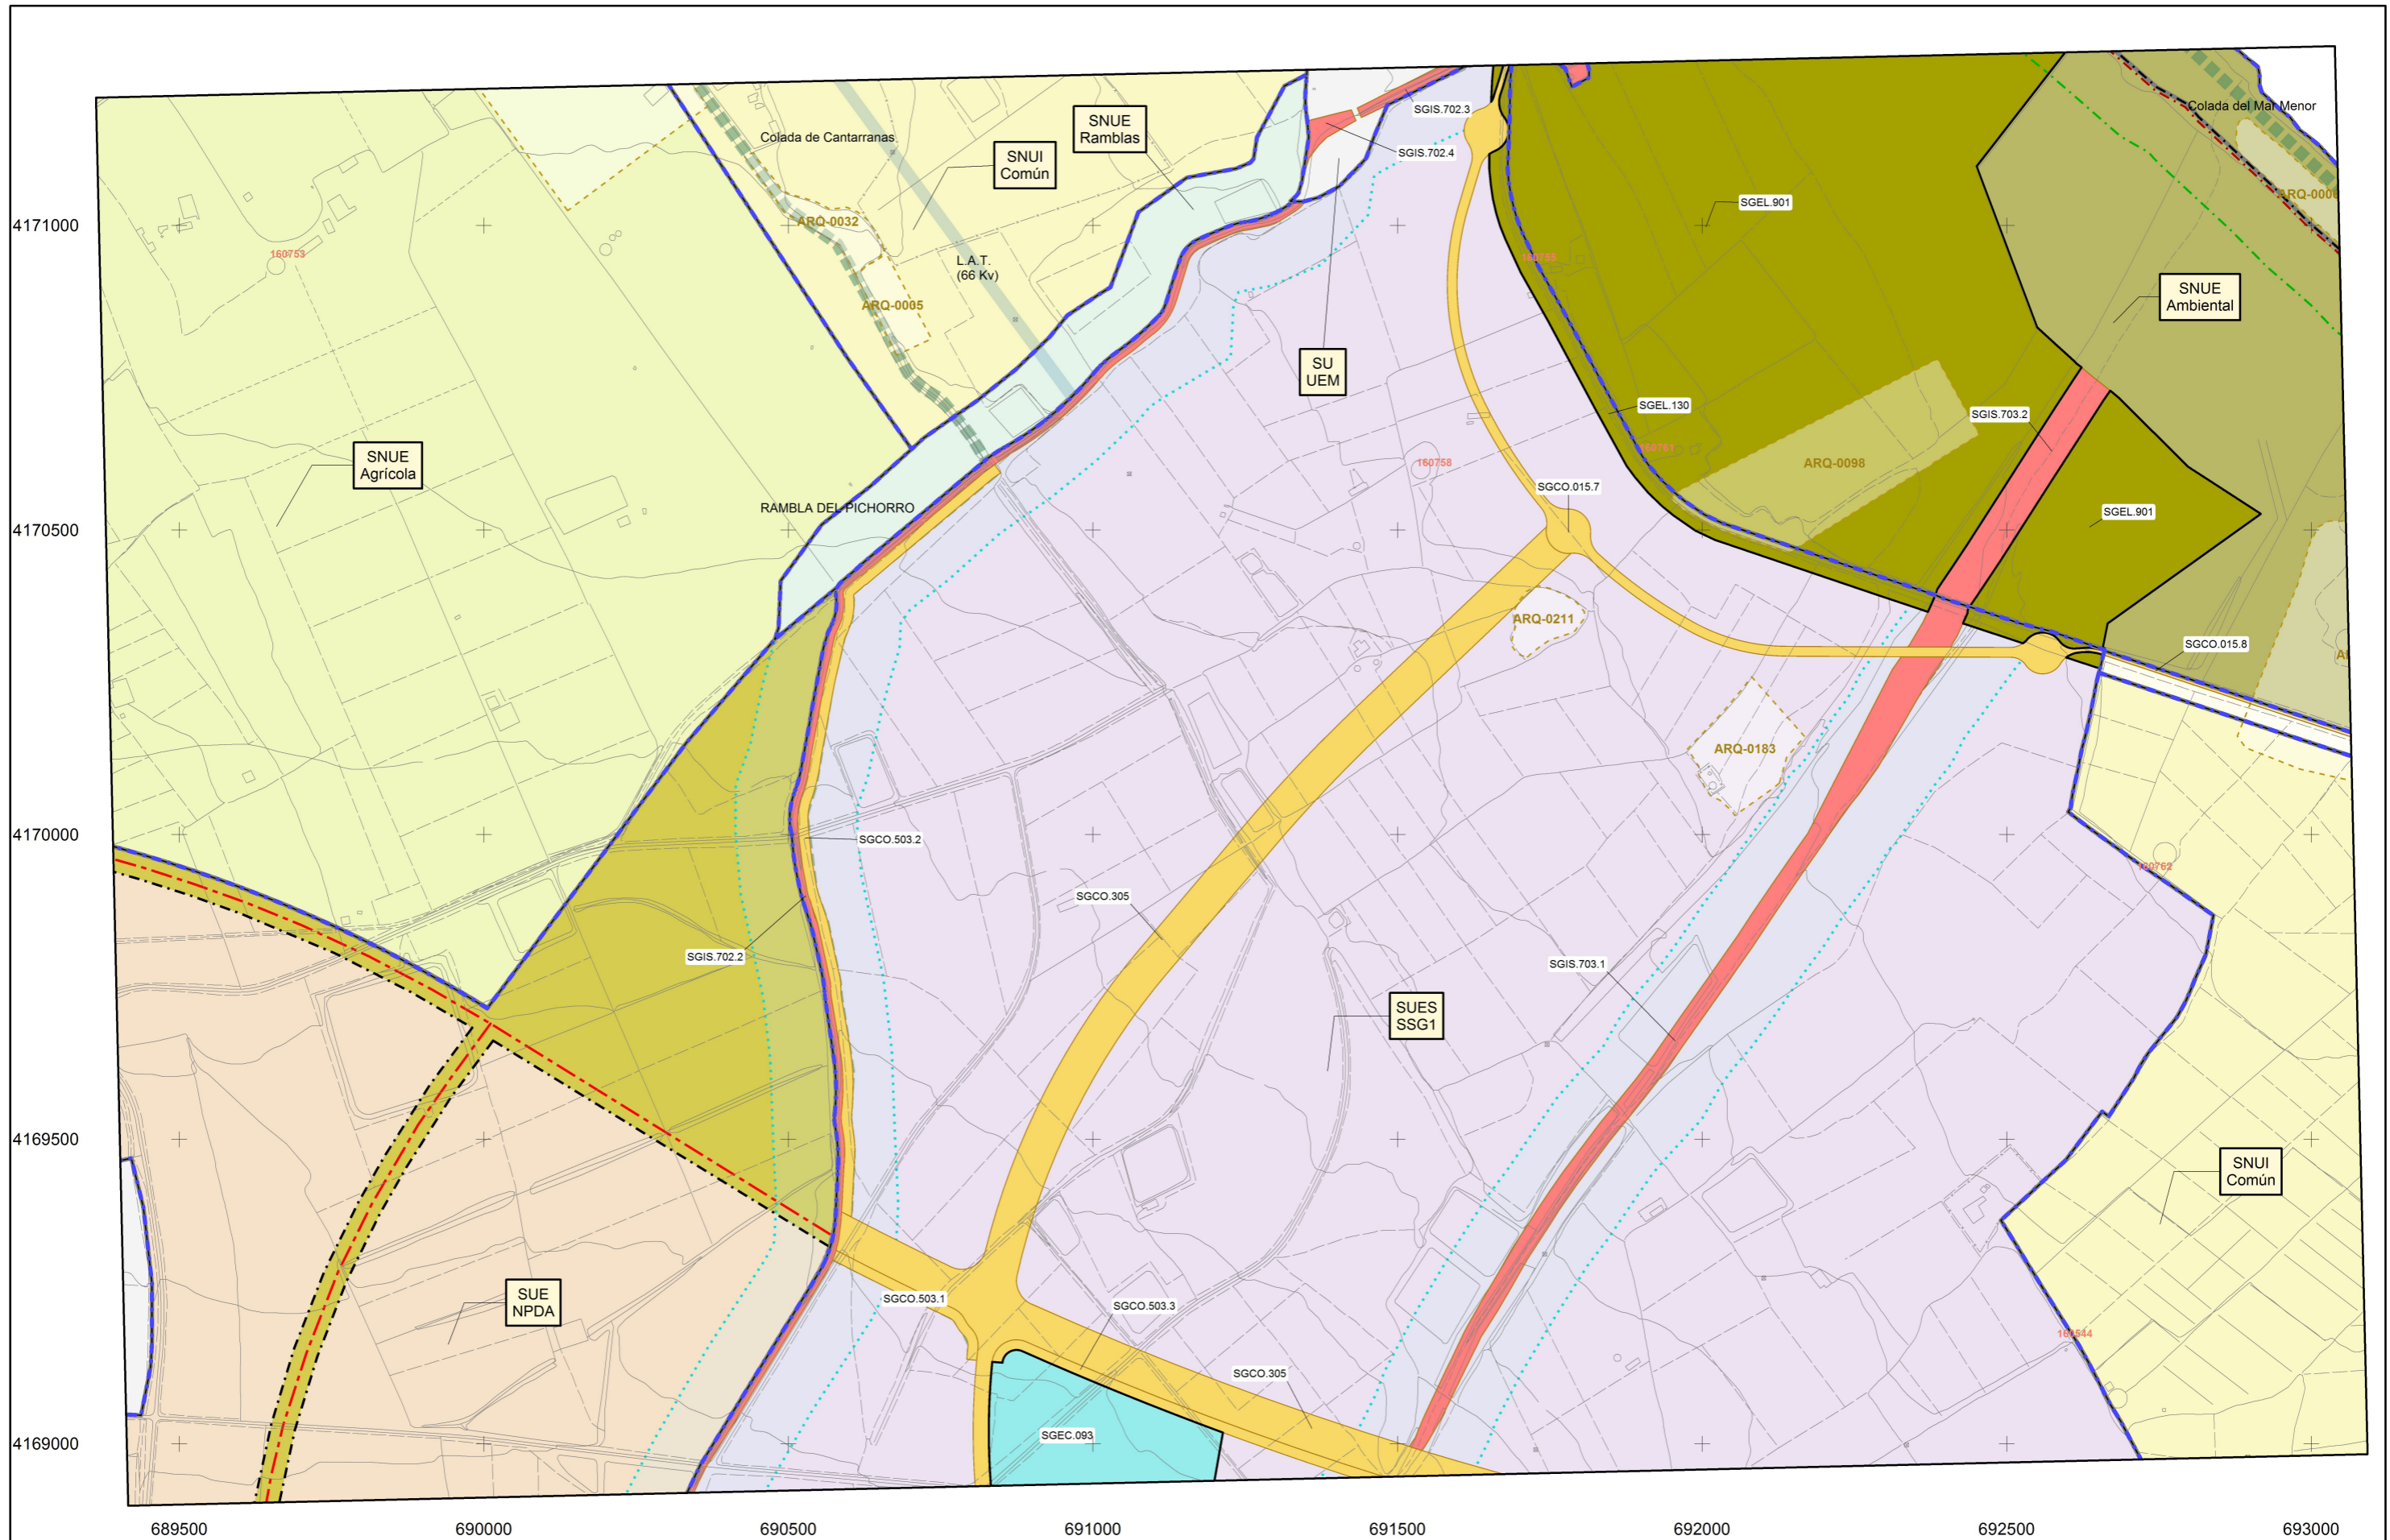 Colada del Mar Menor
SGIS.702.3
SNUE
Ramblas
Colada de Cantarranas
SGIS.702.4
SNUI
Común
ARQ-0032
SGEL.901
4171000
160753
160755
L.A.T.
(66 Kv)
SNUE
Ambiental
ARQ-0005
SU
UEM
SGEL.130
SGIS.703.2
160761
SNUE
Agrícola
160758
ARQ-0098
SGCO.015.7
RAMBLA DEL PICHORRO
SGEL.901
4170500
ARQ-0211
SGCO.015.8
ARQ-0183
4170000
SGCO.503.2
160762
SGCO.305
SGIS.702.2
SGIS.703.1
SUES
SSG1
4169500
SNUI
Común
SUE
NPDA
SGCO.503.1
SGCO.503.3
160544
SGCO.305
SGEC.093
4169000
689500
690000
690500
691000
691500
692000
692500
693000